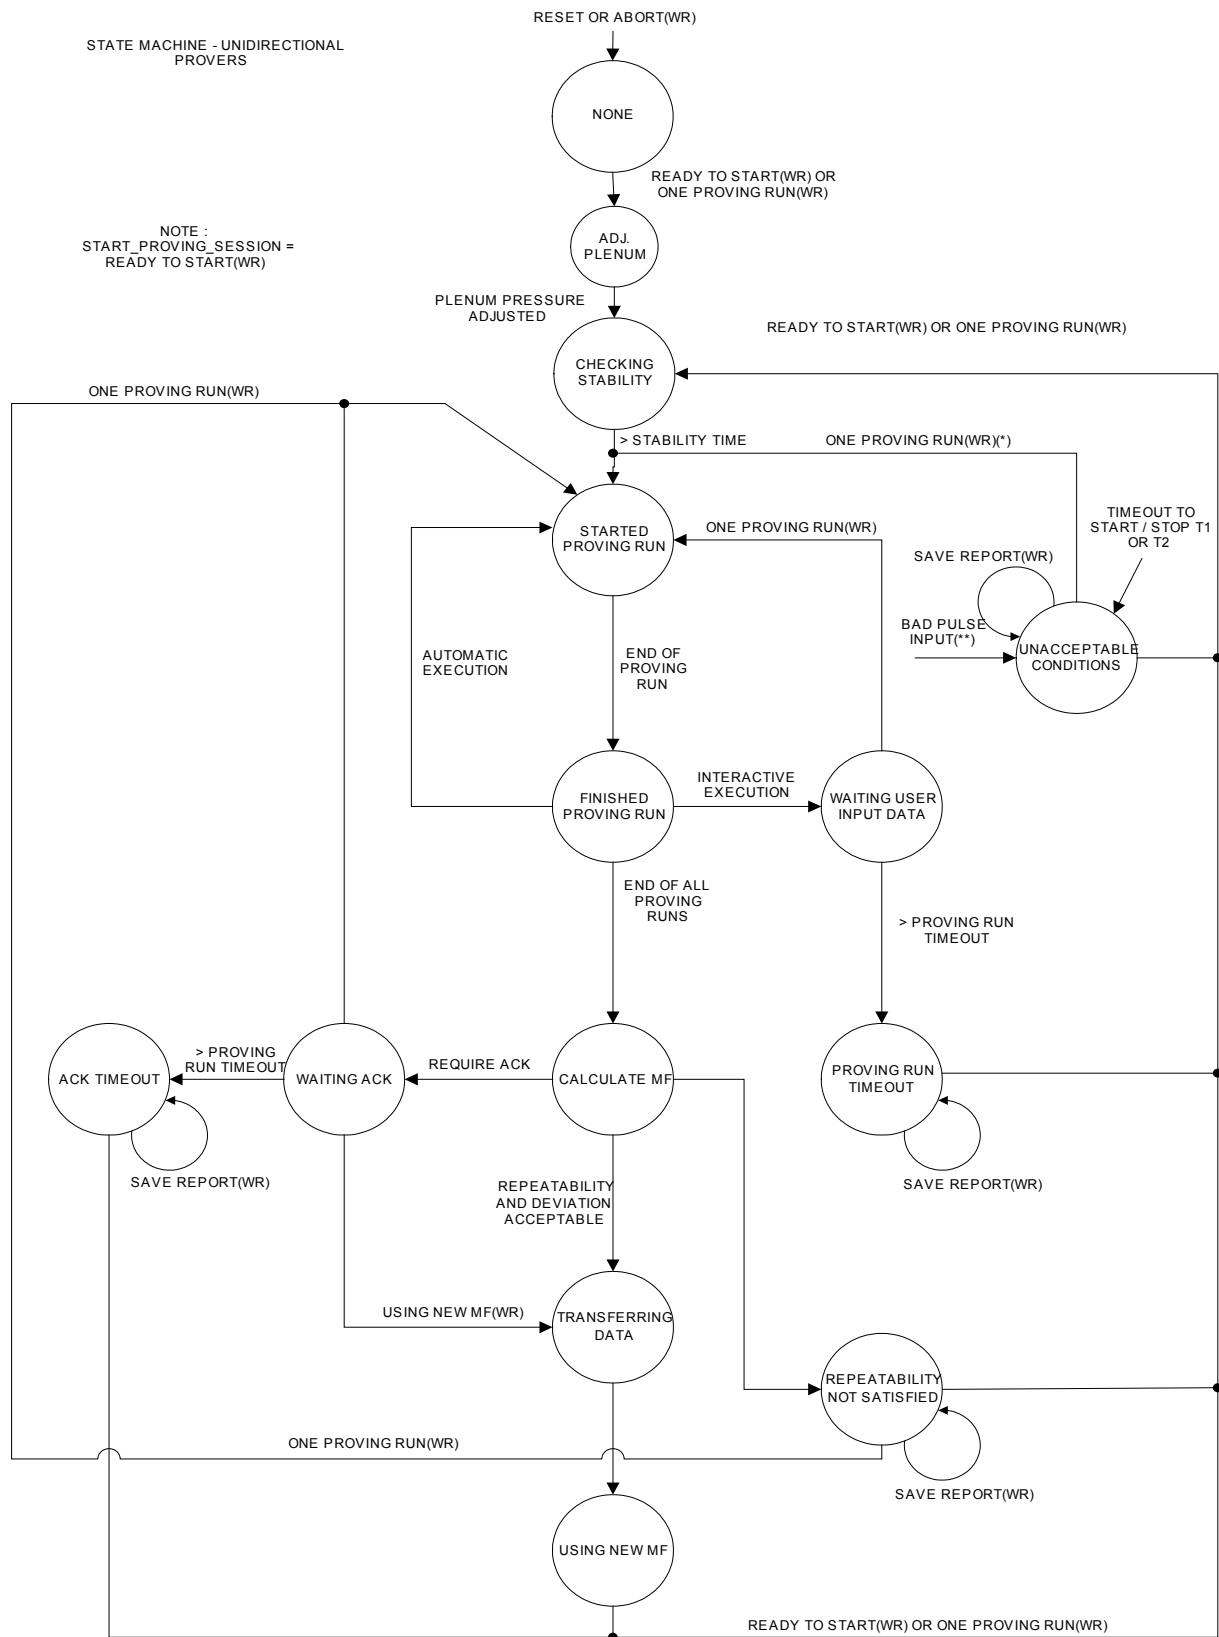 RESET OR ABORT(WR)
STATE MACHINE - UNIDIRECTIONAL
PROVERS
NONE
READY TO START(WR) OR
ONE PROVING RUN(WR)
NOTE :
START_PROVING_SESSION =
READY TO START(WR)
ADJ.
PLENUM
PLENUM PRESSURE
ADJUSTED
READY TO START(WR) OR ONE PROVING RUN(WR)
CHECKING
STABILITY
ONE PROVING RUN(WR)
> STABILITY TIME
ONE PROVING RUN(WR)(*)
STARTED
PROVING RUN
ONE PROVING RUN(WR)
TIMEOUT TO
START / STOP T1
OR T2
SAVE REPORT(WR)
BAD PULSE
INPUT(**)
UNACCEPTABLE
CONDITIONS
AUTOMATIC
EXECUTION
END OF
PROVING
RUN
FINISHED
PROVING RUN
INTERACTIVE
EXECUTION
WAITING USER
INPUT DATA
END OF ALL
PROVING
RUNS
> PROVING RUN
TIMEOUT
ACK TIMEOUT
> PROVING
RUN TIMEOUT
WAITING ACK
REQUIRE ACK
CALCULATE MF
PROVING RUN
TIMEOUT
SAVE REPORT(WR)
SAVE REPORT(WR)
REPEATABILITY
AND DEVIATION
ACCEPTABLE
USING NEW MF(WR)
TRANSFERRING
DATA
REPEATABILITY
NOT SATISFIED
ONE PROVING RUN(WR)
SAVE REPORT(WR)
USING NEW MF
READY TO START(WR) OR ONE PROVING RUN(WR)